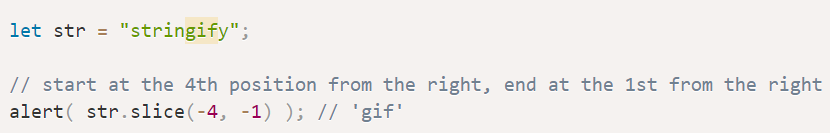 let str = "stringify";
// start at the 4th position from the right, end at the 1st from the right
alert( str.slice(-4, -1) ); // 'gif'